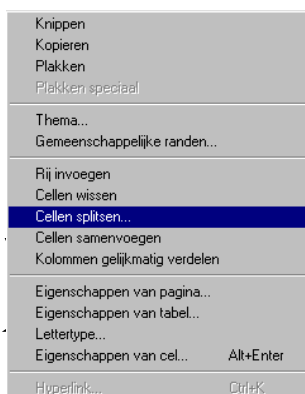 Knippen
Kopieren
Plakken
Plakken speciaal
Thema...
Gemeenschappelijke randen...
Rij invoegen
Cellen wissen
Cellen splitsen...
Cellen samenvoegen
Kolommen gelijkmatig verdelen
Eigenschappen van pagina...
Eigenschappen van tabel...
Lettertype...
Eigenschappen van cel... Alt+Enter
Hyperlink... Ctrl+K